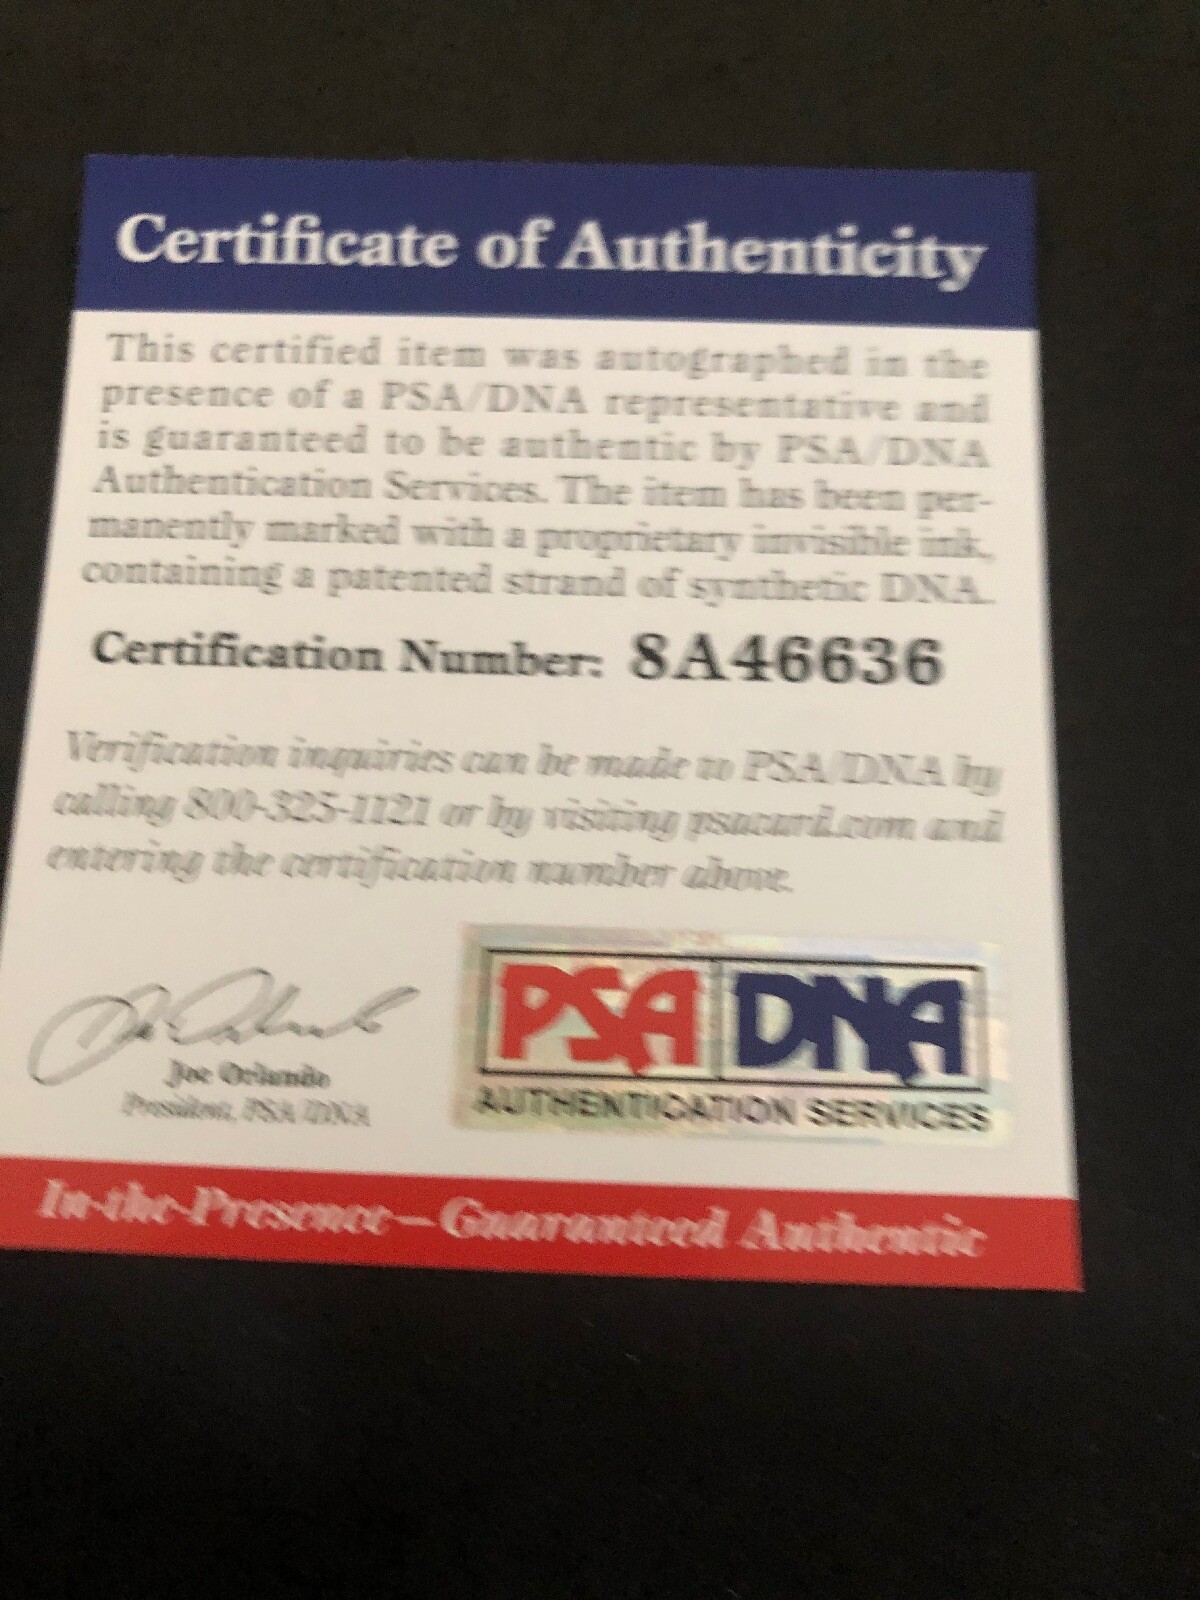 Certificate of Authenticity
This certified item was autographed in the
presence of a PSA/DNA representative and
is guaranteed to be authentic by PSA/DNA
Authentication Services. The item has been per-
manently marked with a proprietary invisible ink,
containing a patented strand of synthetic DNA.
Certification Number: 8A46636
Verification inquiries can be made to PSA/DNA by
calling 800-325-1121 or by visiting psacard.com and
entering the certification number above.
Joe Orlando
President, PSA/DNA
PSA DNA
AUTHENTICATION SERVICES
In-the-Presence—Guaranteed Authentic